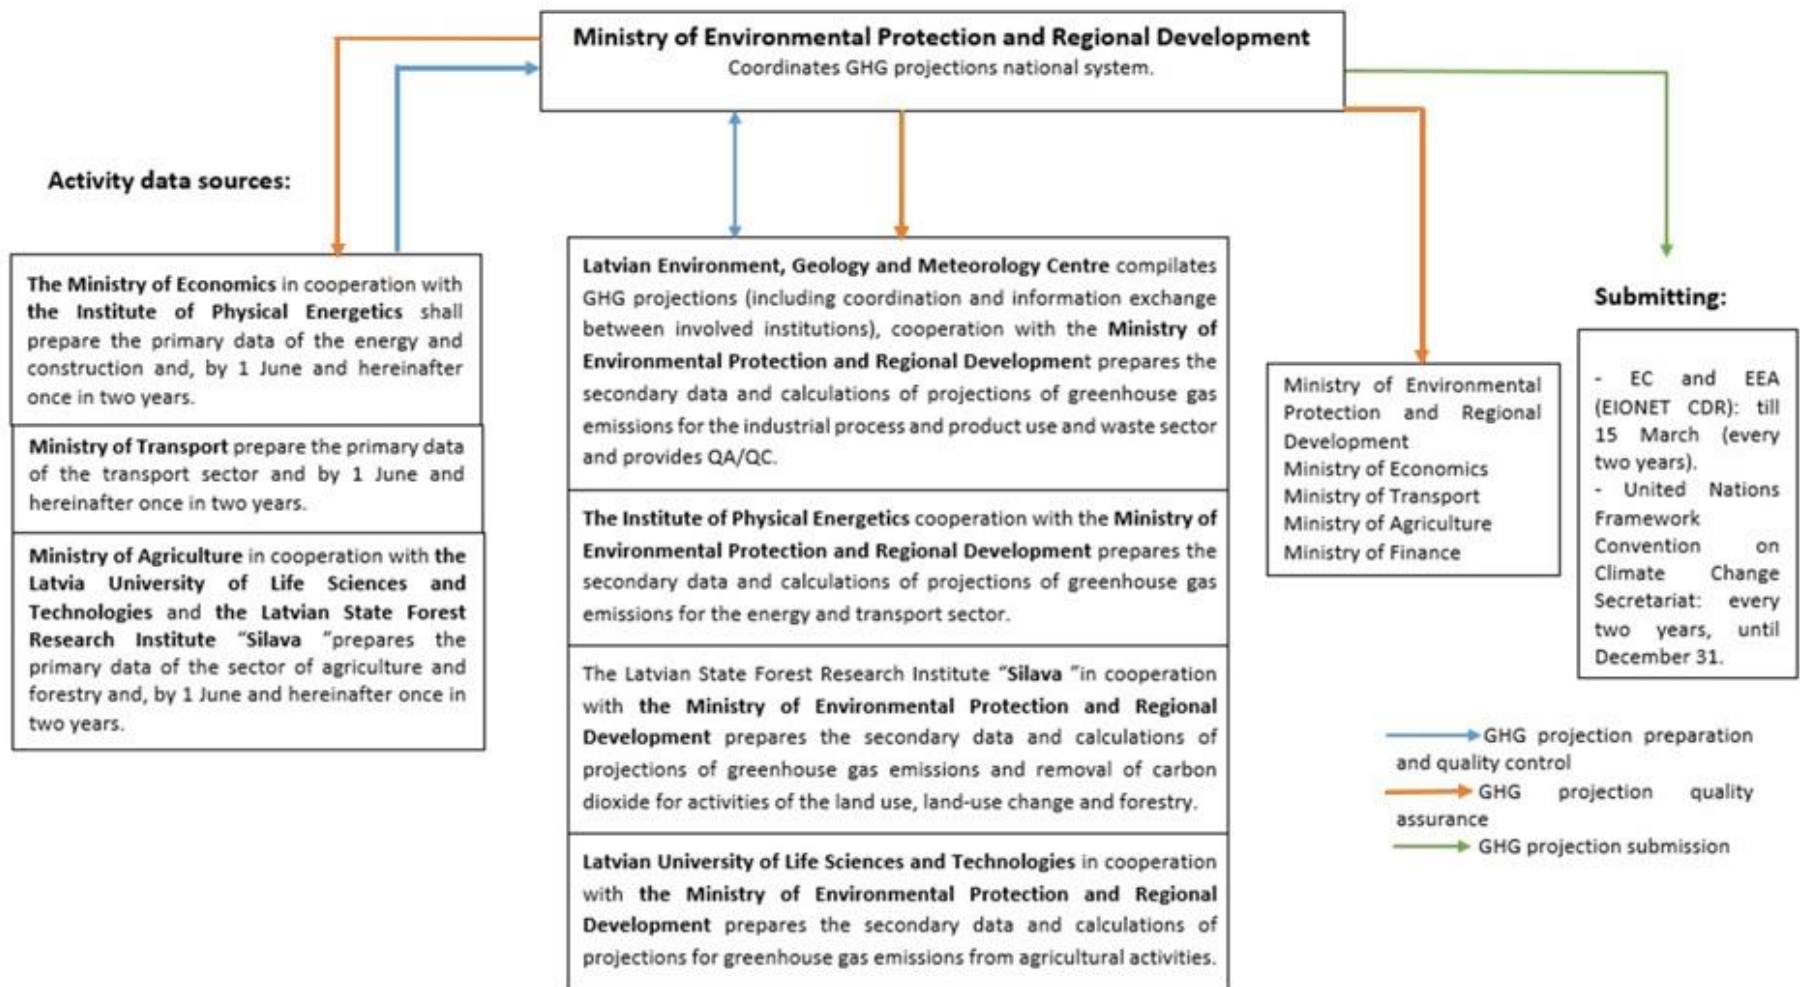 Ministry of Environmental Protection and Regional Development
Coordinates GHG projections national system.
Activity data sources:
The Ministry of Economics in cooperation with
the Institute of Physical Energetics shall
prepare the primary data of the energy and
construction and, by 1 June and hereinafter
once in two years.
Ministry of Transport prepare the primary data
of the transport sector and by 1 June and
hereinafter once in two years.
Ministry of Agriculture in cooperation with the
Latvia University of Life Sciences and
Technologies and the Latvian State Forest
Research Institute “Silava ”prepares the
primary data of the sector of agriculture and
forestry and, by 1 June and hereinafter once in
two years.
Latvian Environment, Geology and Meteorology Centre compilates
GHG projections (including coordination and information exchange
between involved institutions), cooperation with the Ministry of
Environmental Protection and Regional Development prepares the
secondary data and calculations of projections of greenhouse gas
emissions for the industrial process and product use and waste sector
and provides QA/QC.
The Institute of Physical Energetics cooperation with the Ministry of
Environmental Protection and Regional Development prepares the
secondary data and calculations of projections of greenhouse gas
emissions for the energy and transport sector.
The Latvian State Forest Research Institute “Silava ”in cooperation
with the Ministry of Environmental Protection and Regional
Development prepares the secondary data and calculations of
projections of greenhouse gas emissions and removal of carbon
dioxide for activities of the land use, land-use change and forestry.
Latvian University of Life Sciences and Technologies in cooperation
with the Ministry of Environmental Protection and Regional
Development prepares the secondary data and calculations of
projections for greenhouse gas emissions from agricultural activities.
Ministry of Environmental
Protection and Regional
Development
Ministry of Economics
Ministry of Transport
Ministry of Agriculture
Ministry of Finance
Submitting:
- EC and EEA
(EIONET CDR): till
15 March (every
two years).
- United Nations
Framework
Convention on
Climate Change
Secretariat: every
two years, until
December 31.
GHG projection preparation
and quality control
GHG projection quality
assurance
GHG projection submission